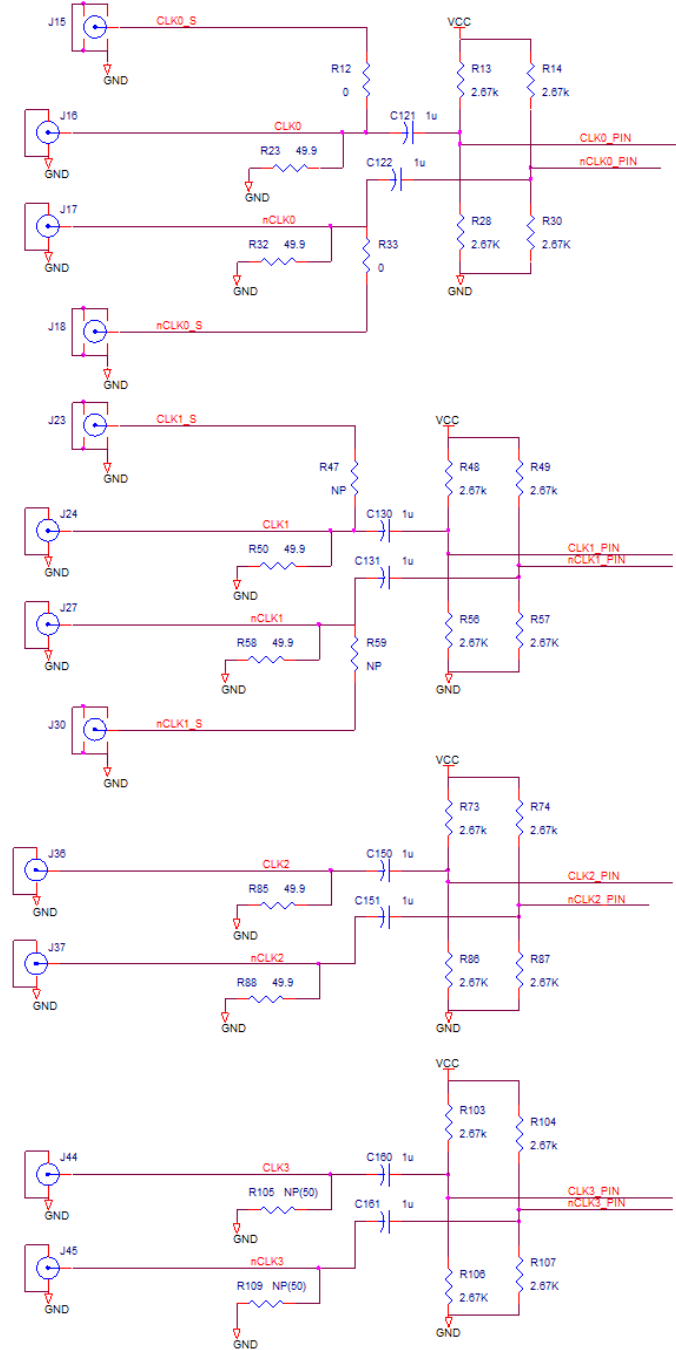 J15
CLK0_S
GND
R12
0
VCC
R13
2.67k
R14
2.67k
J16
CLK0
C121 1u
GND
R23 49.9
GND
C122 1u
CLK0_PIN
nCLK0_PIN
J17
nCLK0
GND
R32 49.9
GND
R33
0
R28
2.67K
R30
2.67K
GND
J18
nCLK0_S
GND
J23
CLK1_S
GND
R47
NP
VCC
R48
2.67k
R49
2.67k
J24
CLK1
C130 1u
GND
R50 49.9
GND
C131 1u
CLK1_PIN
nCLK1_PIN
J27
nCLK1
GND
R58 49.9
GND
R59
NP
R56
2.67K
R57
2.67K
GND
J30
nCLK1_S
GND
VCC
R73
2.67k
R74
2.67k
J36
CLK2
C150 1u
GND
R85 49.9
GND
C151 1u
CLK2_PIN
nCLK2_PIN
J37
nCLK2
GND
R88 49.9
GND
R86
2.67K
R87
2.67K
GND
VCC
R103
2.67k
R104
2.67k
J44
CLK3
C160 1u
GND
R105 NP(50)
GND
C161 1u
CLK3_PIN
nCLK3_PIN
J45
nCLK3
GND
R109 NP(50)
GND
R106
2.67K
R107
2.67K
GND